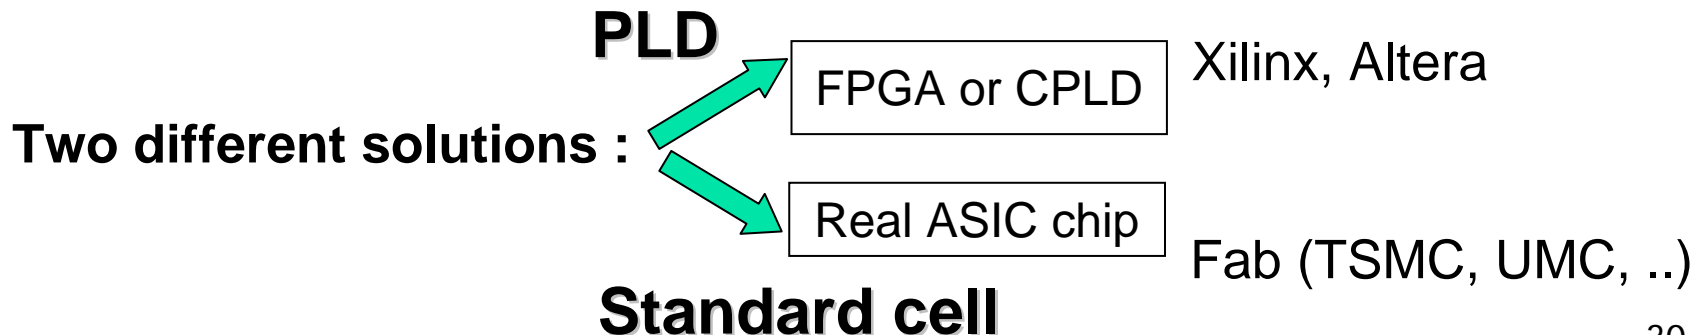 PLD
FPGA or CPLD
Xilinx, Altera
Two different solutions :
Real ASIC chip
Fab (TSMC, UMC, ..)
Standard cell